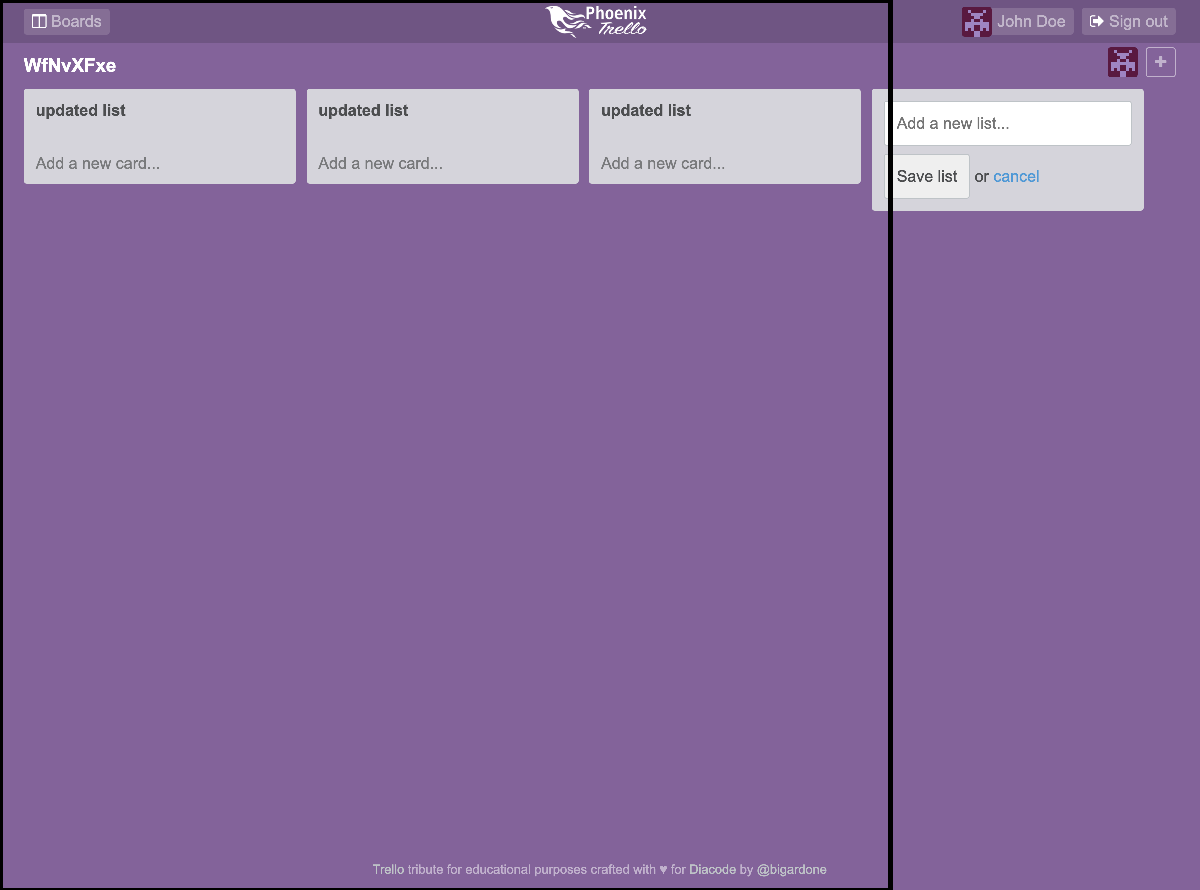 Boards
Phoenix
Trello
John Doe
Sign out
WfNvXFxe
+
updated list
Add a new card...
updated list
Add a new card...
updated list
Add a new card...
Add a new list...
Save list or cancel
Trello tribute for educational purposes crafted with ♥ for Diacode by @bigardone